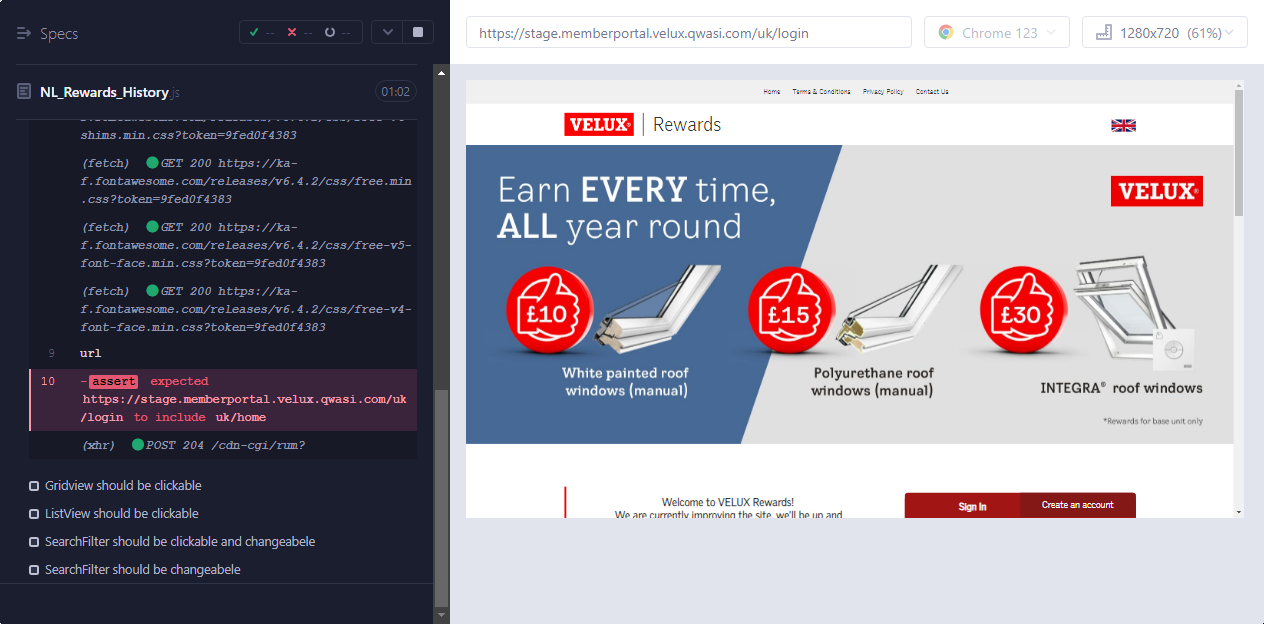 Specs
-- -- --
NL_Rewards_History.js
01:02
shims.min.css?token=9fed0f4383
(fetch) GET 200 https://ka-
f.fontawesome.com/releases/v6.4.2/css/free.min
.css?token=9fed0f4383
(fetch) GET 200 https://ka-
f.fontawesome.com/releases/v6.4.2/css/free-v5-
font-face.min.css?token=9fed0f4383
(fetch) GET 200 https://ka-
f.fontawesome.com/releases/v6.4.2/css/free-v4-
font-face.min.css?token=9fed0f4383
9 url
10 -assert expected
https://stage.memberportal.velux.qwasi.com/uk
/login to include uk/home
(xhr) POST 204 /cdn-cgi/rum?
Gridview should be clickable
ListView should be clickable
SearchFilter should be clickable and changeabele
SearchFilter should be changeabele
https://stage.memberportal.velux.qwasi.com/uk/login
Chrome 123
1280x720 (61%)
Home Terms & Conditions Privacy Policy Contact Us
VELUX® Rewards
Earn EVERY time,
ALL year round
VELUX®
£10
£15
£30
White painted roof
windows (manual)
Polyurethane roof
windows (manual)
INTEGRA® roof windows
*Rewards for base unit only
Welcome to VELUX Rewards!
We are currently improving the site, we'll be up and
Sign In
Create an account